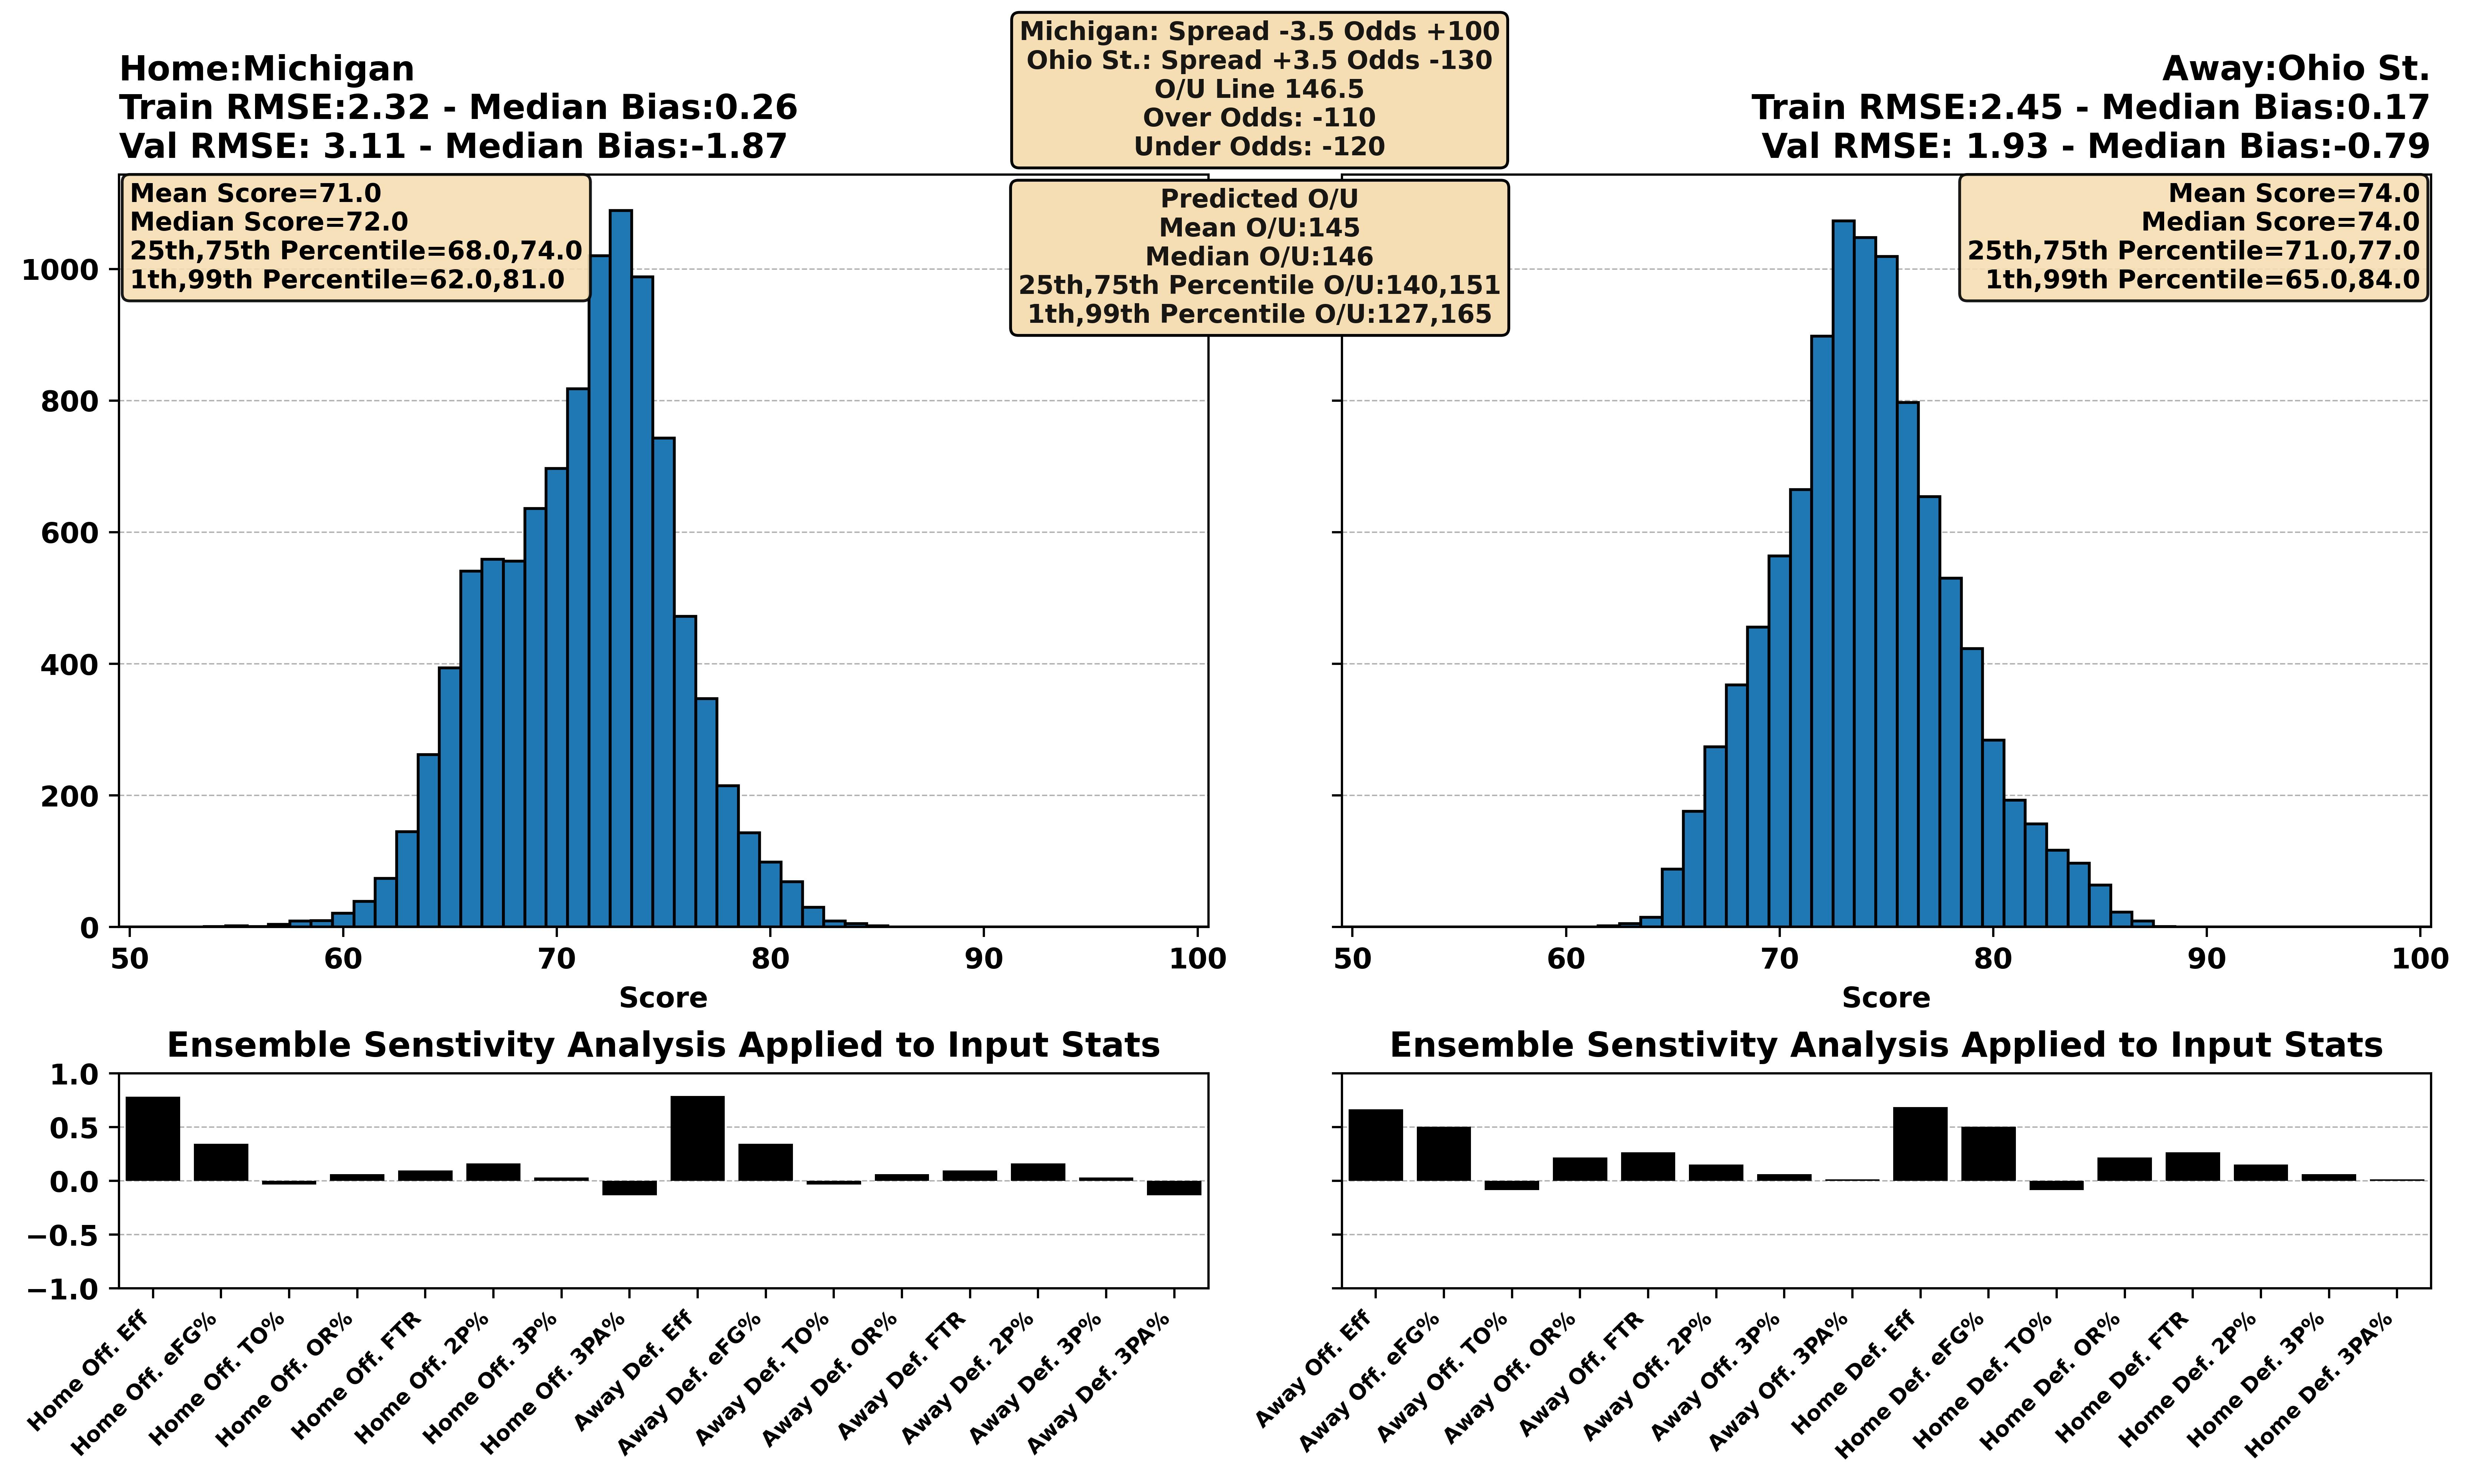 Michigan: Spread -3.5 Odds +100
Ohio St.: Spread +3.5 Odds -130
O/U Line 146.5
Over Odds: -110
Under Odds: -120
Home:Michigan
Train RMSE:2.32 - Median Bias:0.26
Val RMSE: 3.11 - Median Bias:-1.87
Away:Ohio St.
Train RMSE:2.45 - Median Bias:0.17
Val RMSE: 1.93 - Median Bias:-0.79
Mean Score=71.0
Median Score=72.0
25th,75th Percentile=68.0,74.0
1th,99th Percentile=62.0,81.0
Predicted O/U
Mean O/U:145
Median O/U:146
25th,75th Percentile O/U:140,151
1th,99th Percentile O/U:127,165
Mean Score=74.0
Median Score=74.0
25th,75th Percentile=71.0,77.0
1th,99th Percentile=65.0,84.0
1000
800
600
400
200
0
50 60 70 80 90 100
Score
50 60 70 80 90 100
Score
Ensemble Senstivity Analysis Applied to Input Stats
Ensemble Senstivity Analysis Applied to Input Stats
1.0
0.5
0.0
−0.5
−1.0
Home Off. Eff
Home Off. eFG%
Home Off. TO%
Home Off. OR%
Home Off. FTR
Home Off. 2P%
Home Off. 3P%
Home Off. 3PA%
Away Def. Eff
Away Def. eFG%
Away Def. TO%
Away Def. OR%
Away Def. FTR
Away Def. 2P%
Away Def. 3P%
Away Def. 3PA%
Away Off. Eff
Away Off. eFG%
Away Off. TO%
Away Off. OR%
Away Off. FTR
Away Off. 2P%
Away Off. 3P%
Away Off. 3PA%
Home Def. Eff
Home Def. eFG%
Home Def. TO%
Home Def. OR%
Home Def. FTR
Home Def. 2P%
Home Def. 3P%
Home Def. 3PA%